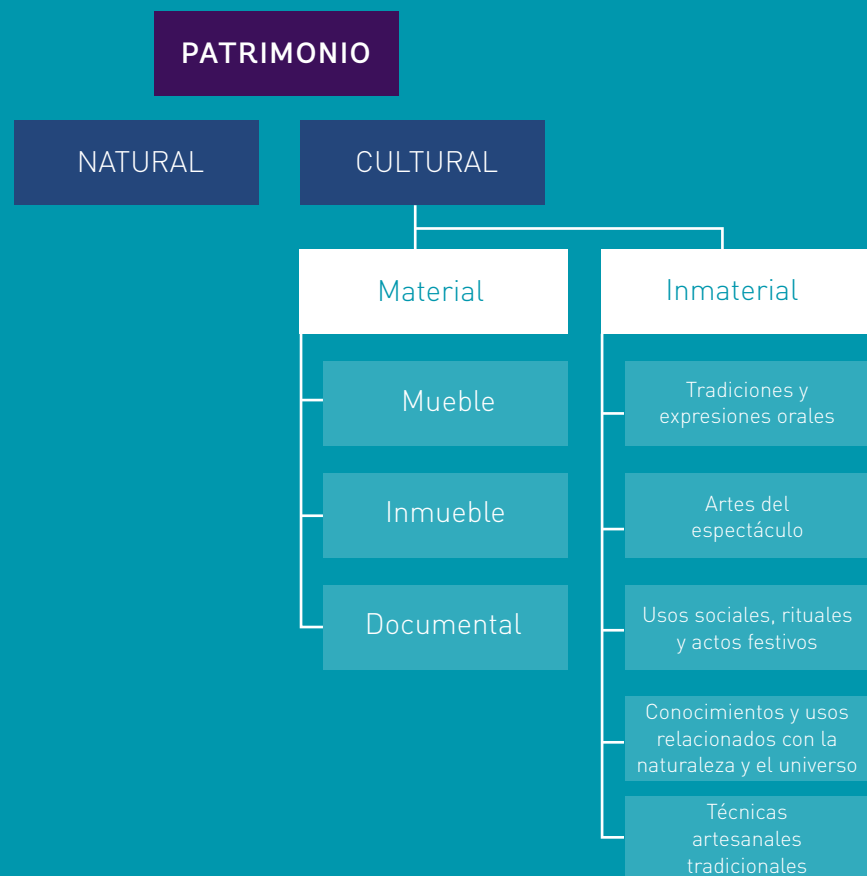 PATRIMONIO
NATURAL
CULTURAL
Material
Inmaterial
Mueble
Inmueble
Documental
Tradiciones y
expresiones orales
Artes del
espectáculo
Usos sociales, rituales
y actos festivos
Conocimientos y usos
relacionados con la
naturaleza y el universo
Técnicas
artesanales
tradicionales